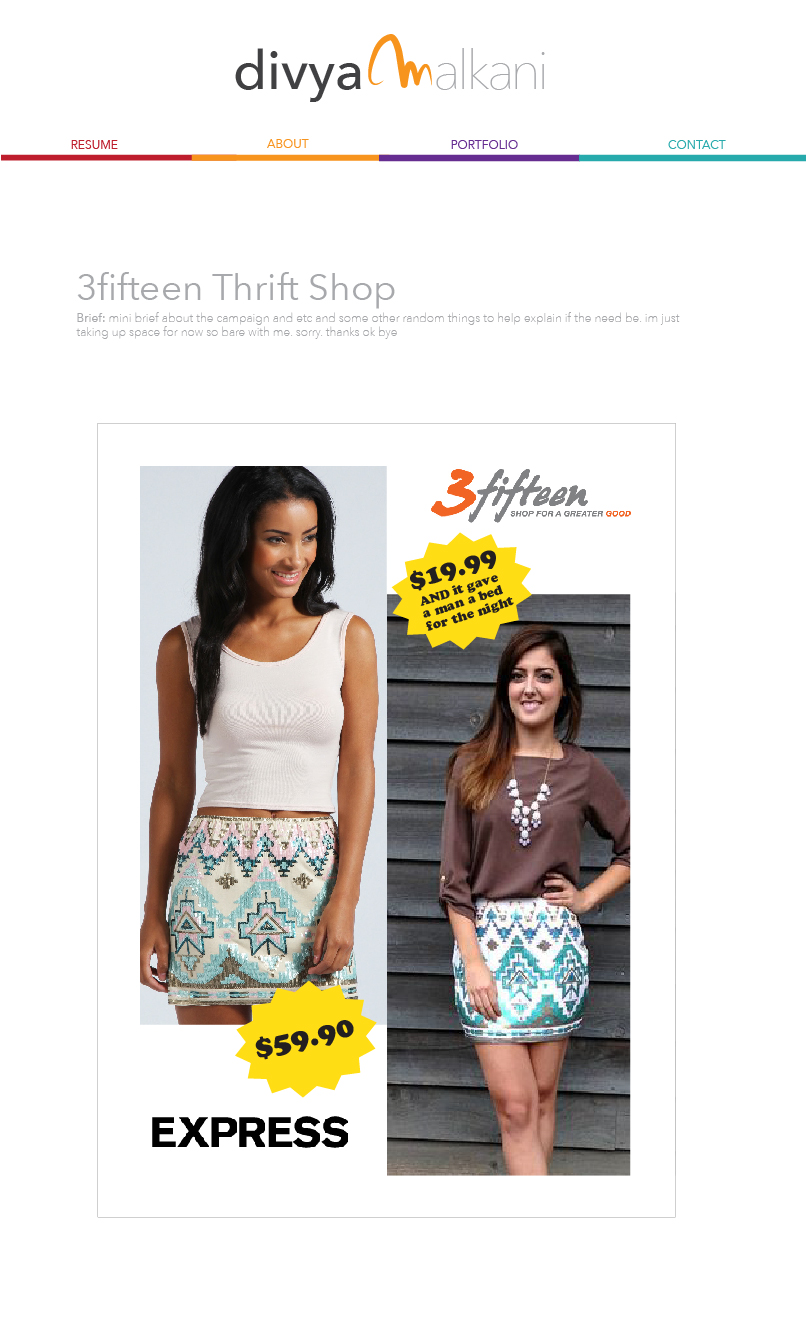 divya malkani
RESUME
ABOUT
PORTFOLIO
CONTACT
3fifteen Thrift Shop
Brief: mini brief about the campaign and etc and some other random things to help explain if the need be. im just
taking up space for now so bare with me. sorry. thanks ok bye
3fifteen
SHOP FOR A GREATER GOOD
$19.99
AND it gave
a man a bed
for the night
$59.90
EXPRESS